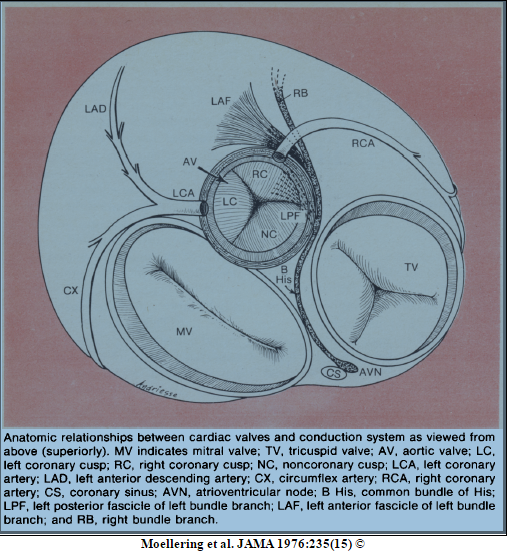 RB
LAF
LAD
RCA
AV
RC
LCA
LC
LPF
NC
B
His
TV
CX
MV
CS
AVN
Anatomic relationships between cardiac valves and conduction system as viewed from
above (superiorly). MV indicates mitral valve; TV, tricuspid valve; AV, aortic valve; LC,
left coronary cusp; RC, right coronary cusp; NC, noncoronary cusp; LCA, left coronary
artery; LAD, left anterior descending artery; CX, circumflex artery; RCA, right coronary
artery; CS, coronary sinus; AVN, atrioventricular node; B His, common bundle of His;
LPF, left posterior fascicle of left bundle branch; LAF, left anterior fascicle of left bundle
branch; and RB, right bundle branch.
Moellering et al. JAMA 1976:235(15) ©